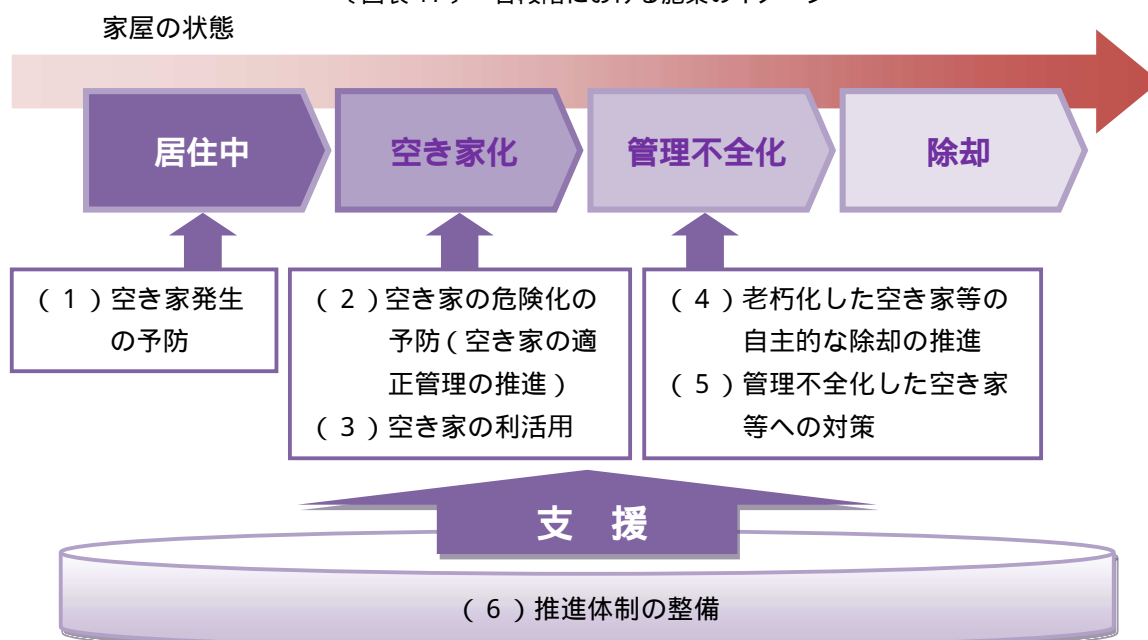 家屋の状態
居住中
空き家化
管理不全化
除却
(1)空き家発生
の予防
(2)空き家の危険化の
予防(空き家の適
正管理の推進)
(3)空き家の利活用
(4)老朽化した空き家等の
自主的な除却の推進
(5)管理不全化した空き家
等への対策
支 援
(6)推進体制の整備